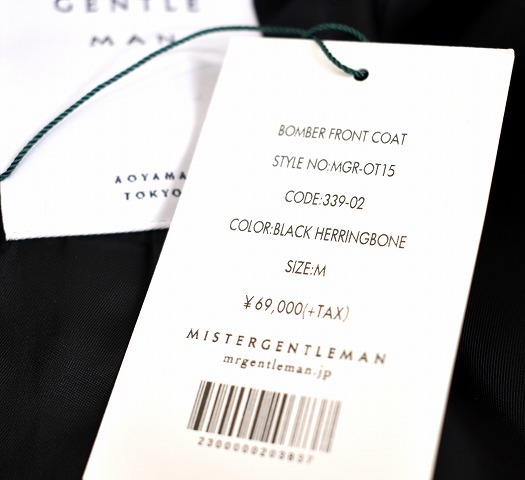 GENTLE
MAN
AOYAMA
TOKYO
BOMBER FRONT COAT
STYLE NO:MGR-OT15
CODE:339-02
COLOR:BLACK HERRINGBONE
SIZE:M
¥69,000(+TAX)
MISTERGENTLEMAN
mrgentleman.jp
2300000203837